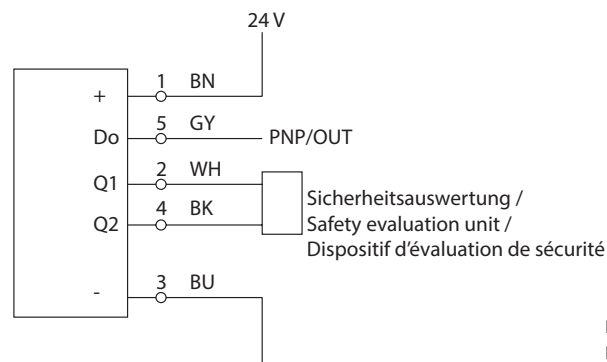 24 V
+ 1 BN
Do 5 GY PNP/OUT
Q1 2 WH
Q2 4 BK
Sicherheitsauswertung /
Safety evaluation unit /
Dispositif d’évaluation de sécurité
- 3 BU